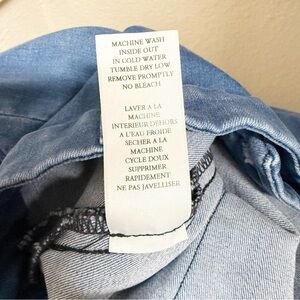 MACHINE WASH
INSIDE OUT
IN COLD WATER
TUMBLE DRY LOW
REMOVE PROMPTLY
NO BLEACH
LAVER A LA
MACHINE
INTERIEUR DEHORS
A L'EAU FROIDE
SECHER A LA
MACHINE
CYCLE DOUX
SUPPRIMER
RAPIDEMENT
NE PAS JAVELLISER